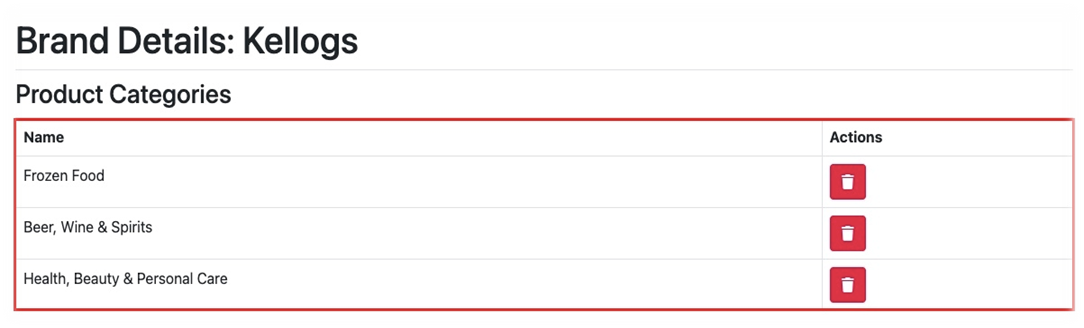 Brand Details: Kellogs
Product Categories
Name Actions
Frozen Food
Beer, Wine & Spirits
Health, Beauty & Personal Care